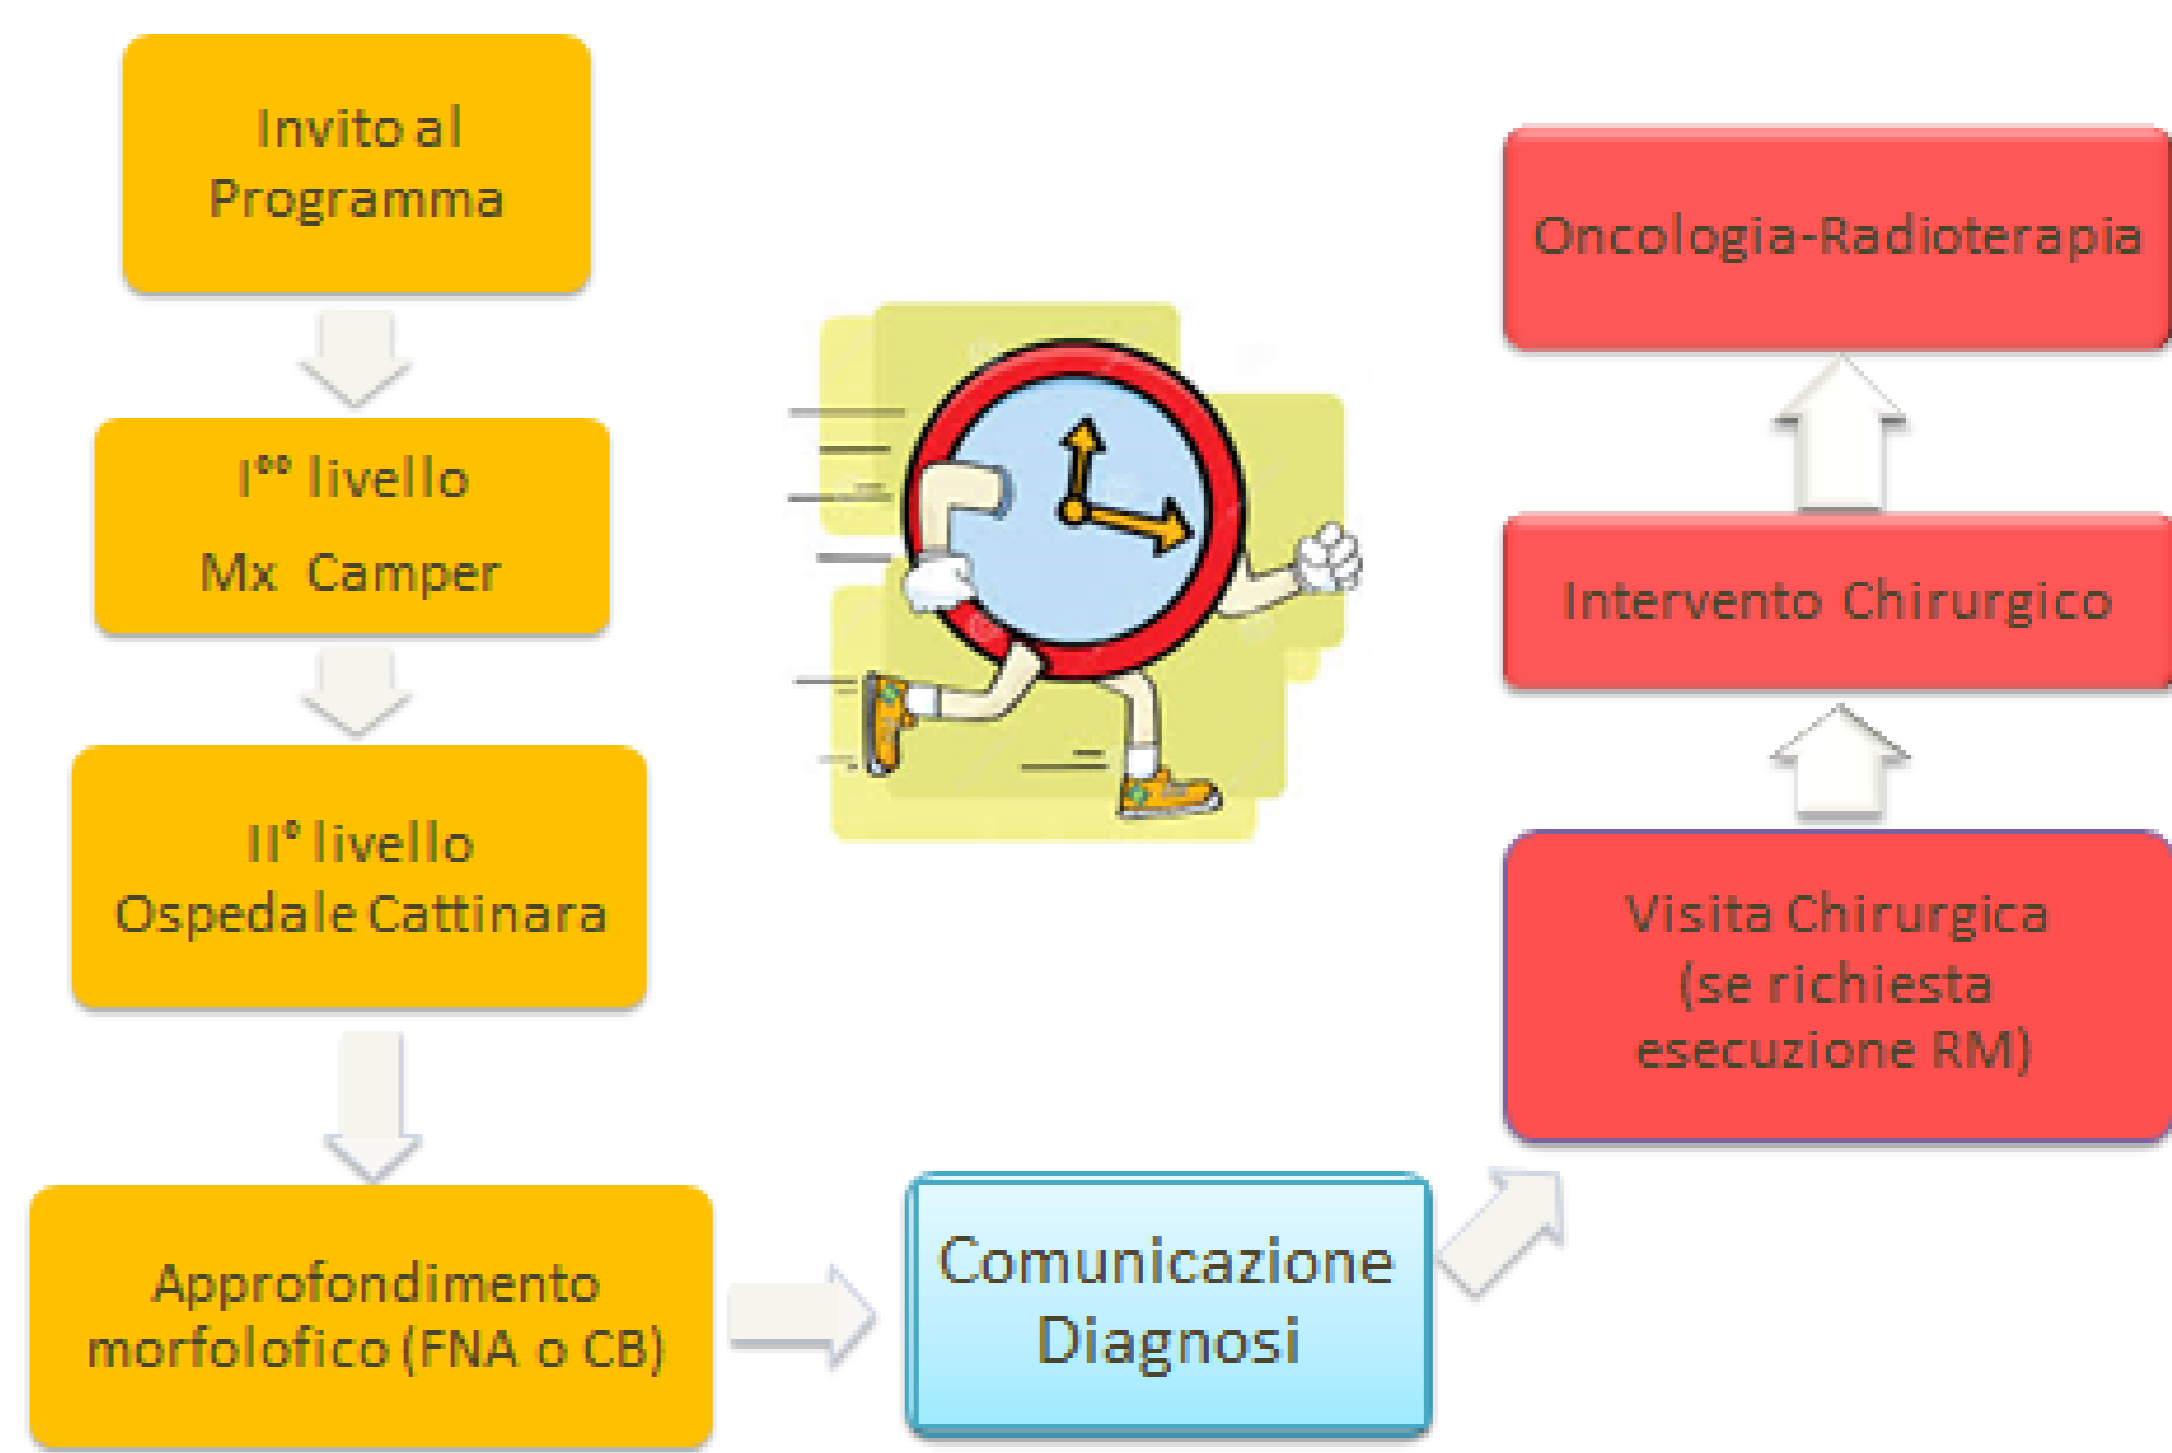 Invito al
Programma
I°° livello
Mx Camper
II° livello
Ospedale Cattinara
Approfondimento
morfolofico (FNA o CB)
Comunicazione
Diagnosi
Visita Chirurgica
(se richiesta
esecuzione RM)
Intervento Chirurgico
Oncologia-Radioterapia